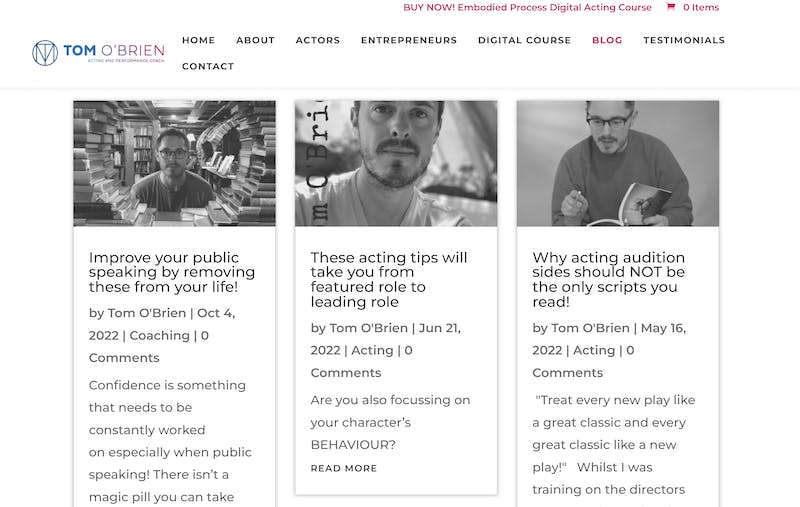 BUY NOW! Embodied Process Digital Acting Course 0 Items
TOM O'BRIEN
ACTING AND PERFORMANCE COACH
HOME ABOUT ACTORS ENTREPRENEURS DIGITAL COURSE BLOG TESTIMONIALS
CONTACT
Improve your public
speaking by removing
these from your life!
by Tom O'Brien | Oct 4,
2022 | Coaching | 0
Comments
Confidence is something
that needs to be
constantly worked
on especially when public
speaking! There isn’t a
magic pill you can take
m O'Bri
These acting tips will
take you from
featured role to
leading role
by Tom O'Brien | Jun 21,
2022 | Acting | 0
Comments
Are you also focussing on
your character’s
BEHAVIOUR?
READ MORE
Why acting audition
sides should NOT be
the only scripts you
read!
by Tom O'Brien | May 16,
2022 | Acting | 0
Comments
"Treat every new play like
a great classic and every
great classic like a new
play!" Whilst I was
training on the directors